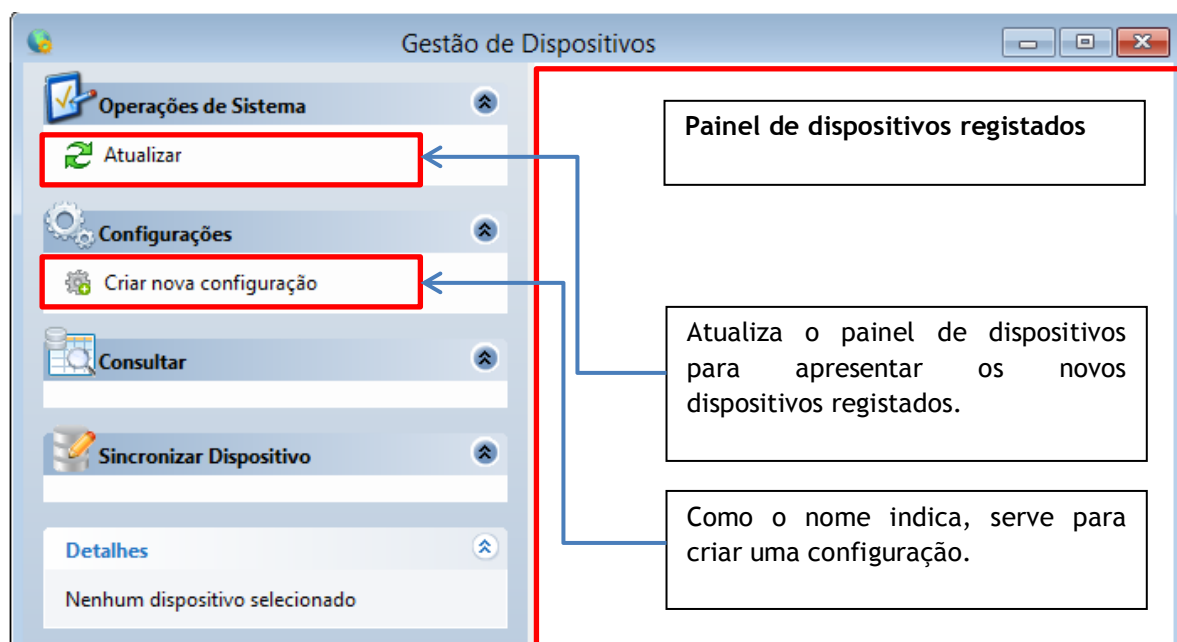 Gestão de Dispositivos
Operações de Sistema
Atualizar
Configurações
Criar nova configuração
Consultar
Sincronizar Dispositivo
Detalhes
Nenhum dispositivo selecionado
Painel de dispositivos registados
Atualiza o painel de dispositivos
para apresentar os novos
dispositivos registados.
Como o nome indica, serve para
criar uma configuração.